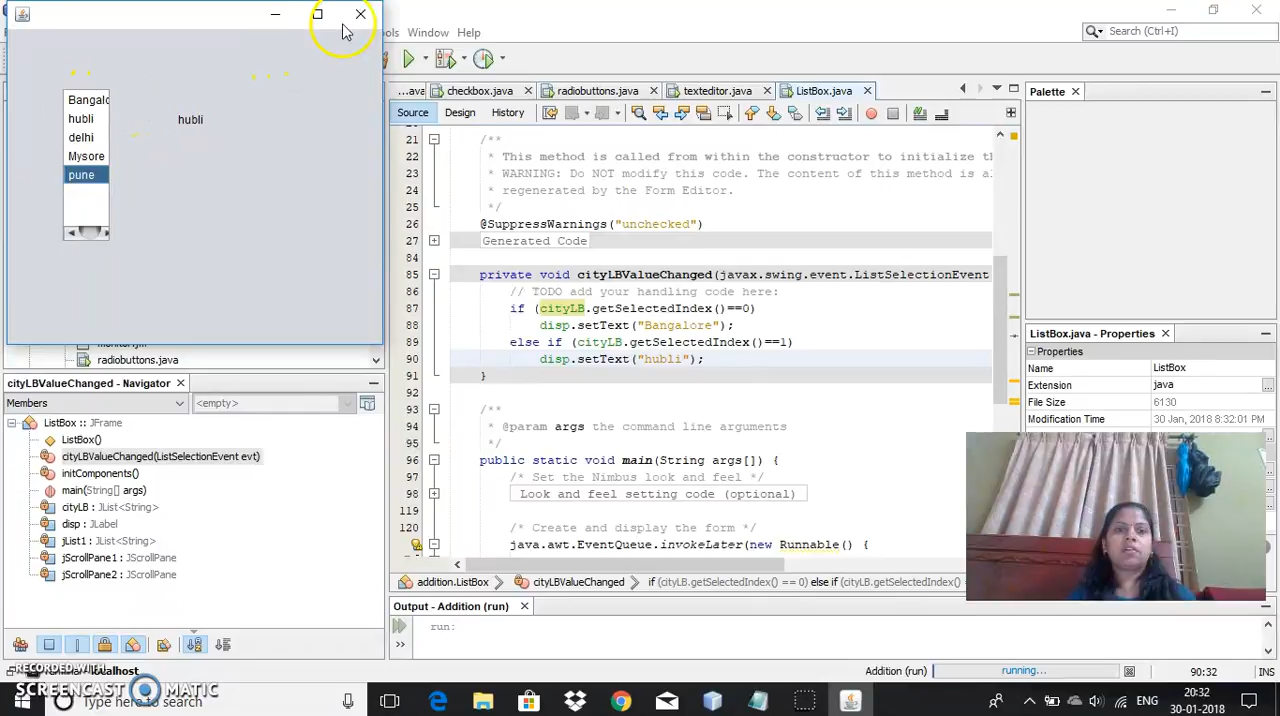 Window Help
Search (Ctrl+I)
...ava checkbox.java radiobuttons.java texteditor.java ListBox.java
Palette
Source Design History
Bangalo
hubli
delhi
Mysore
pune
hubli
21 /**
22 * This method is called from within the constructor to initialize th
23 * WARNING: Do NOT modify this code. The content of this method is al
24 * regenerated by the Form Editor.
25 */
26 @SuppressWarnings("unchecked")
27 Generated Code
84
85 private void cityLBValueChanged(javax.swing.event.ListSelectionEvent
86 // TODO add your handling code here:
87 if (cityLB.getSelectedIndex()==0)
88 disp.setText("Bangalore");
89 else if (cityLB.getSelectedIndex()==1)
90 disp.setText("hubli");
91 }
92
93 /**
94 * @param args the command line arguments
95 */
96 public static void main(String args[]) {
97 /* Set the Nimbus look and feel */
98 Look and feel setting code (optional)
119
120 /* Create and display the form */
java.awt.EventQueue.invokeLater(new Runnable() {
radiobuttons.java
cityLBValueChanged - Navigator
Members <empty>
ListBox :: JFrame
ListBox()
cityLBValueChanged(ListSelectionEvent evt)
initComponents()
main(String[] args)
cityLB : JList<String>
disp : JLabel
jList1 : JList<String>
jScrollPane1 : JScrollPane
jScrollPane2 : JScrollPane
ListBox.java - Properties
Properties
Name ListBox
Extension java
File Size 6130
Modification Time 30 Jan, 2018 8:32:01 PM
addition.ListBox cityLBValueChanged if (cityLB.getSelectedIndex() == 0) else if (cityLB.getSelectedIndex() =
Output - Addition (run)
run:
localhost
Addition (run) running... 90:32 INS
RECORDED WITH
SCREENCAST MATIC
Type here to search
ENG
20:32
30-01-2018